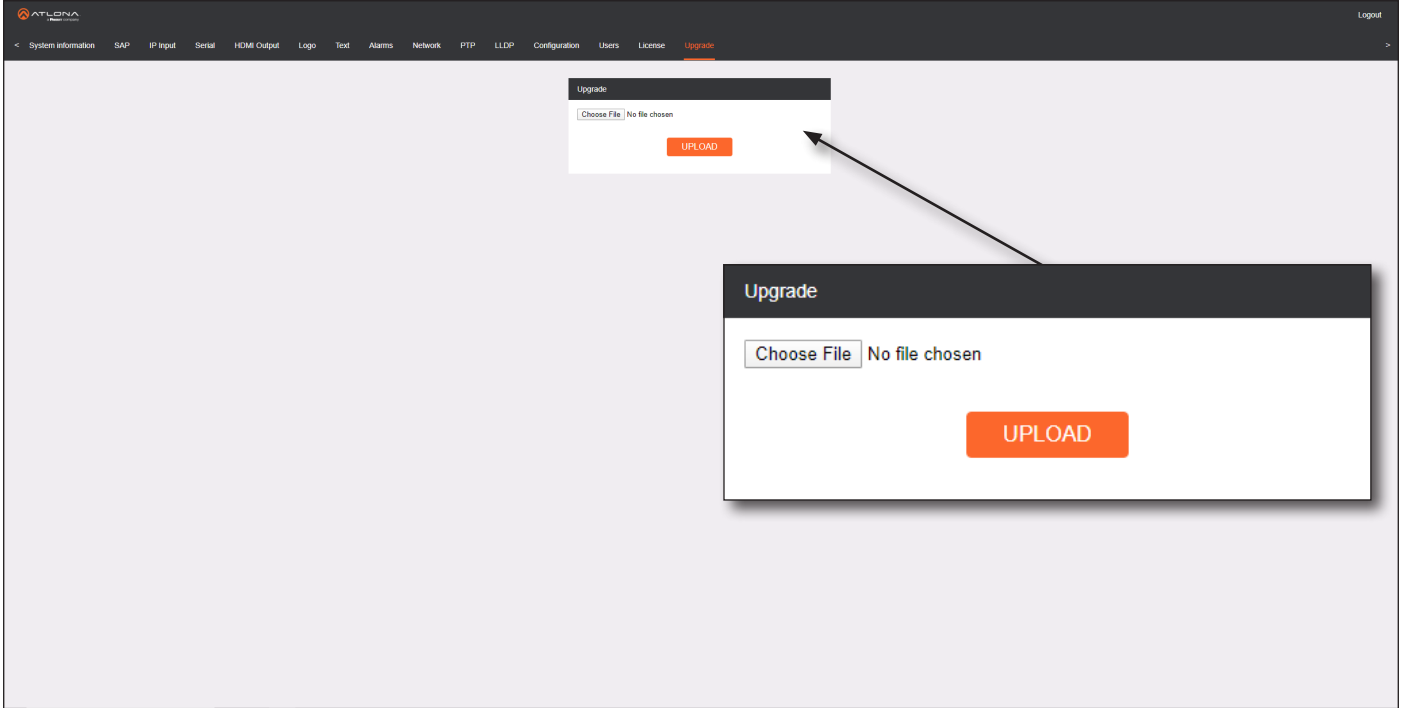 ATLONA
Logout
< System information SAP IP Input Serial HDMI Output Logo Text Alarms Network PTP LLDP Configuration Users License Upgrade >
Upgrade
Choose File No file chosen
UPLOAD
Upgrade
Choose File No file chosen
UPLOAD